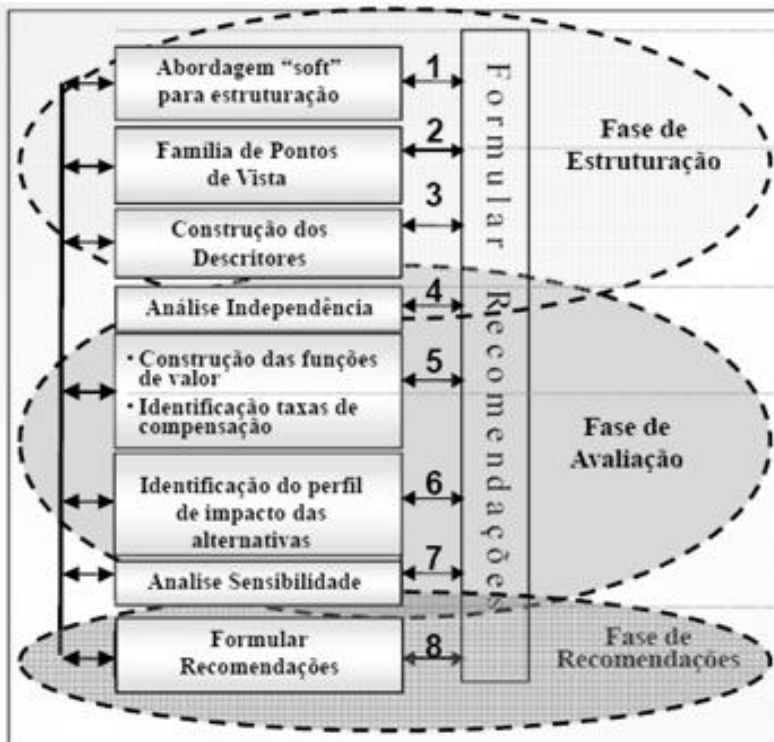 Abordagem “soft”
para estruturação
1
Família de Pontos
de Vista
2
Construção dos
Descritores
3
Análise Independência
4
• Construção das funções
de valor
• Identificação taxas de
compensação
5
Identificação do perfil
de impacto das
alternativas
6
Analise Sensibilidade
7
Formular
Recomendações
8
Formular Recomendações
Fase de
Estruturação
Fase de
Avaliação
Fase de
Recomendações